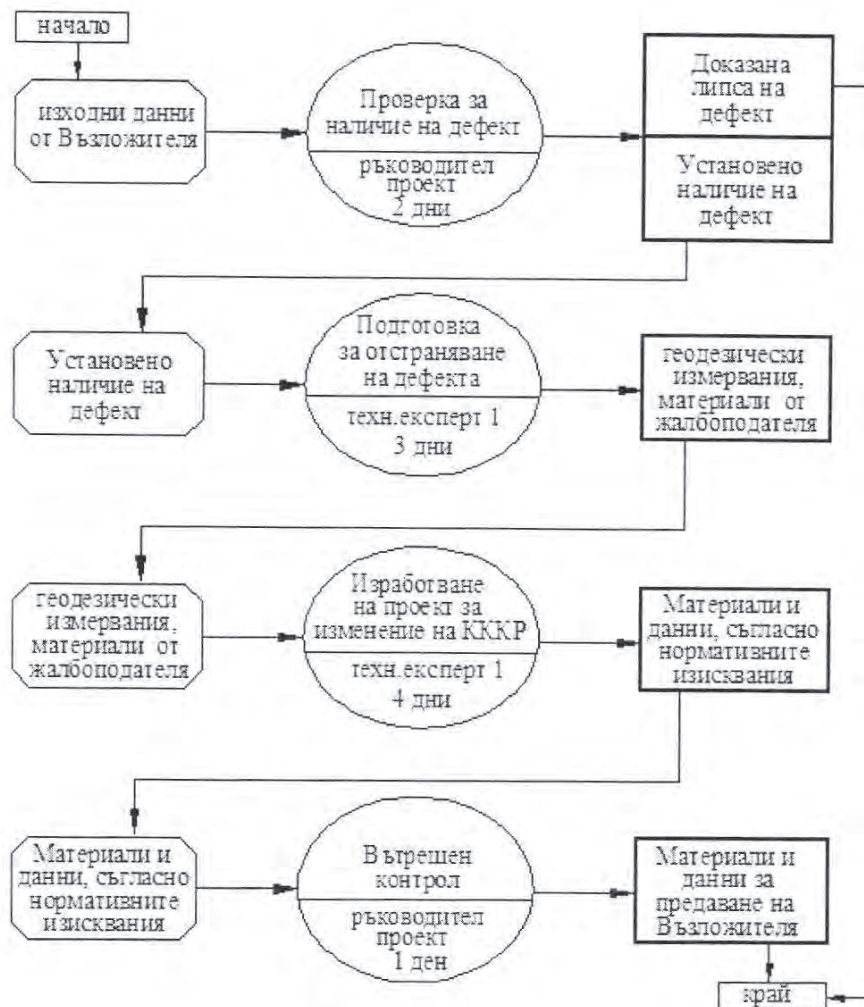 начало
изходни данни
от Възложителя
Проверка за
наличие на дефект
ръководител
проект
2 дни
Доказана
липса на
дефект
Установено
наличие на
дефект
Установено
наличие на
дефект
Подготовка
за отстраняване
на дефекта
техн.експерт 1
3 дни
геодезически
измервания,
материали от
жалбоподателя
геодезически
измервания,
материали от
жалбоподателя
Изработване
на проект за
изменение на КККР
техн.експерт 1
4 дни
Материали и
данни, съгласно
нормативните
изисквания
Материали и
данни, съгласно
нормативните
изисквания
Вътрешен
контрол
ръководител
проект
1 ден
Материали и
данни за
предаване на
Възложителя
край